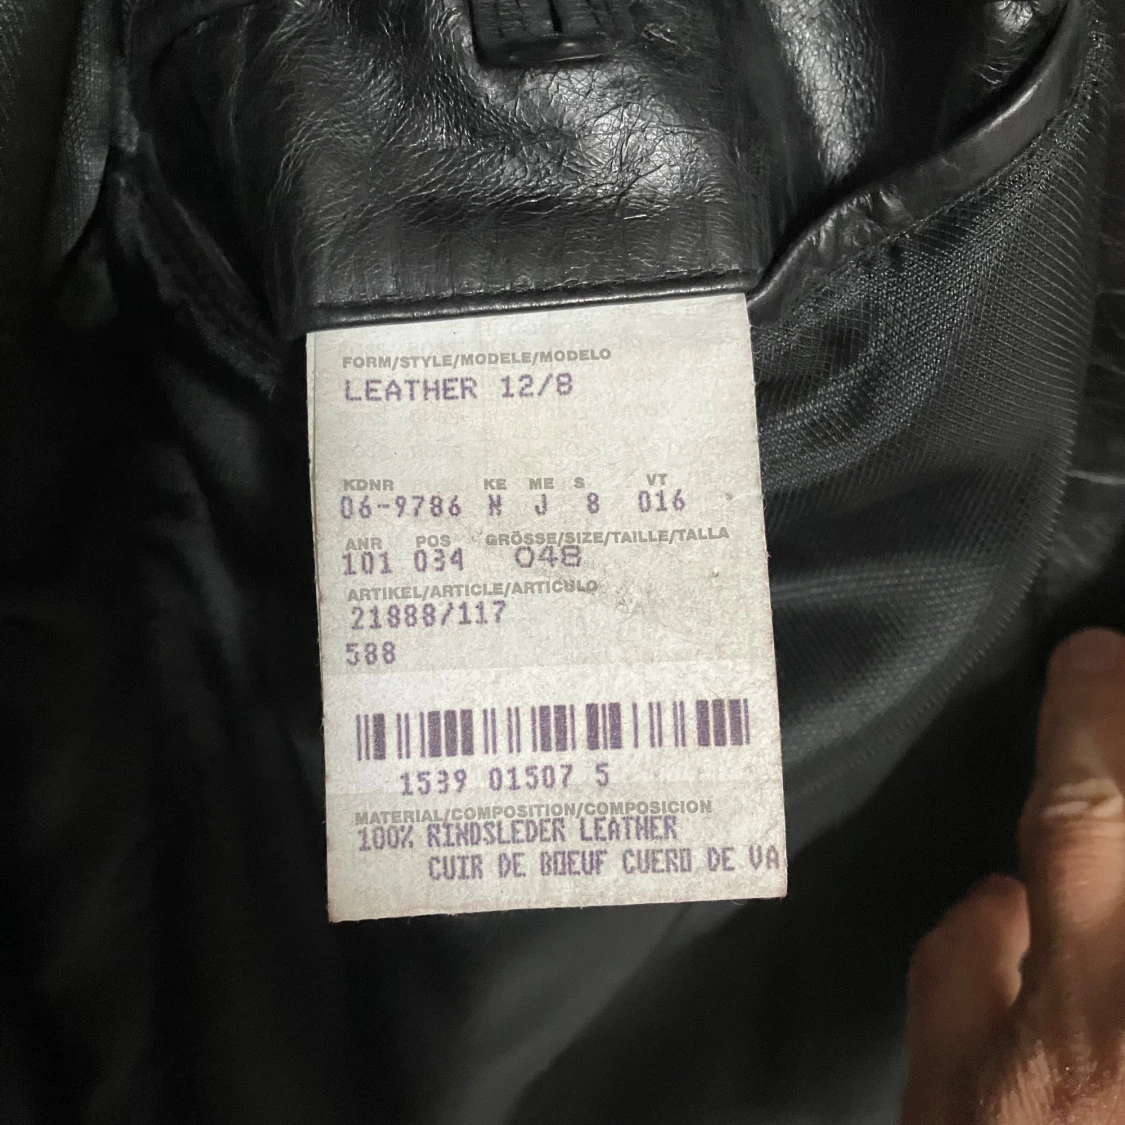 FORM/STYLE/MODELE/MODELO
LEATHER 12/8
KDNR KE ME S VT
06-9786 N J 8 016
ANR POS GRÖSSE/SIZE/TAILLE/TALLA
101 034 048
ARTIKEL/ARTICLE/ARTICULO
21888/117
588
1539 01507 5
MATERIAL/COMPOSITION/COMPOSICION
100% RINDSLEDER LEATHER
CUIR DE BOEUF CUERO DE VA